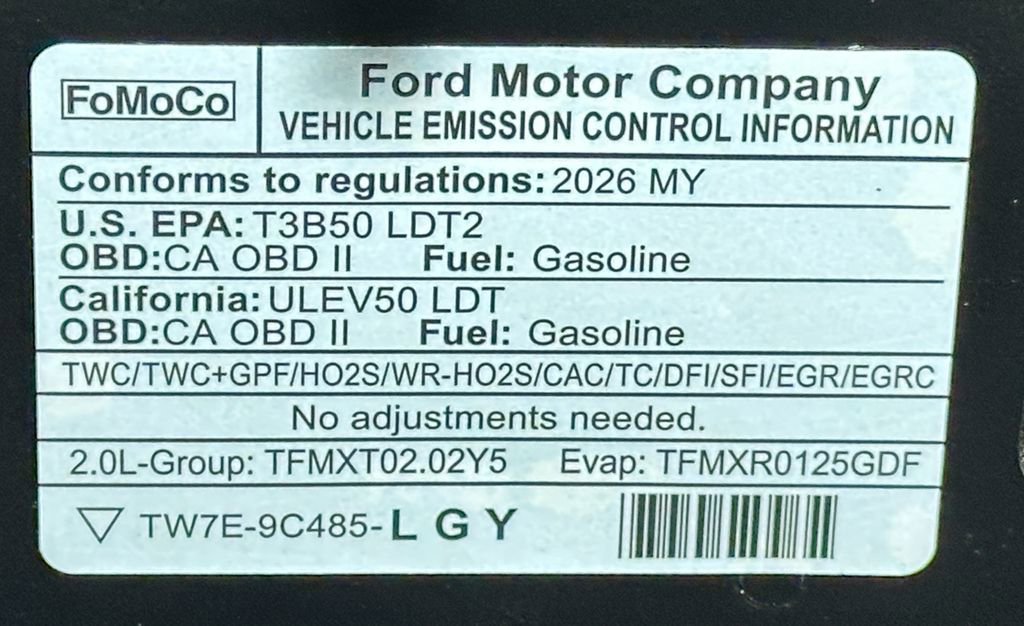 FoMoCo
Ford Motor Company
VEHICLE EMISSION CONTROL INFORMATION
Conforms to regulations: 2026 MY
U.S. EPA: T3B50 LDT2
OBD:CA OBD II Fuel: Gasoline
California: ULEV50 LDT
OBD:CA OBD II Fuel: Gasoline
TWC/TWC+GPF/HO2S/WR-HO2S/CAC/TC/DFI/SFI/EGR/EGRC
No adjustments needed.
2.0L-Group: TFMXT02.02Y5 Evap: TFMXR0125GDF
TW7E-9C485-L G Y